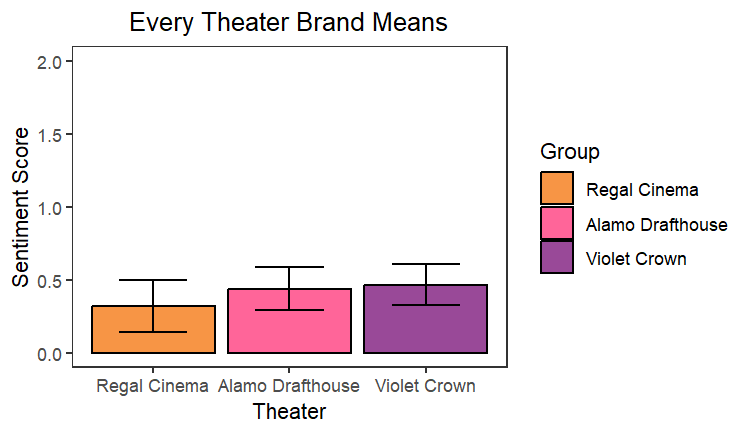 Every Theater Brand Means
Sentiment Score
2.0
1.5
1.0
0.5
0.0
Regal Cinema
Alamo Drafthouse
Violet Crown
Theater
Group
Regal Cinema
Alamo Drafthouse
Violet Crown